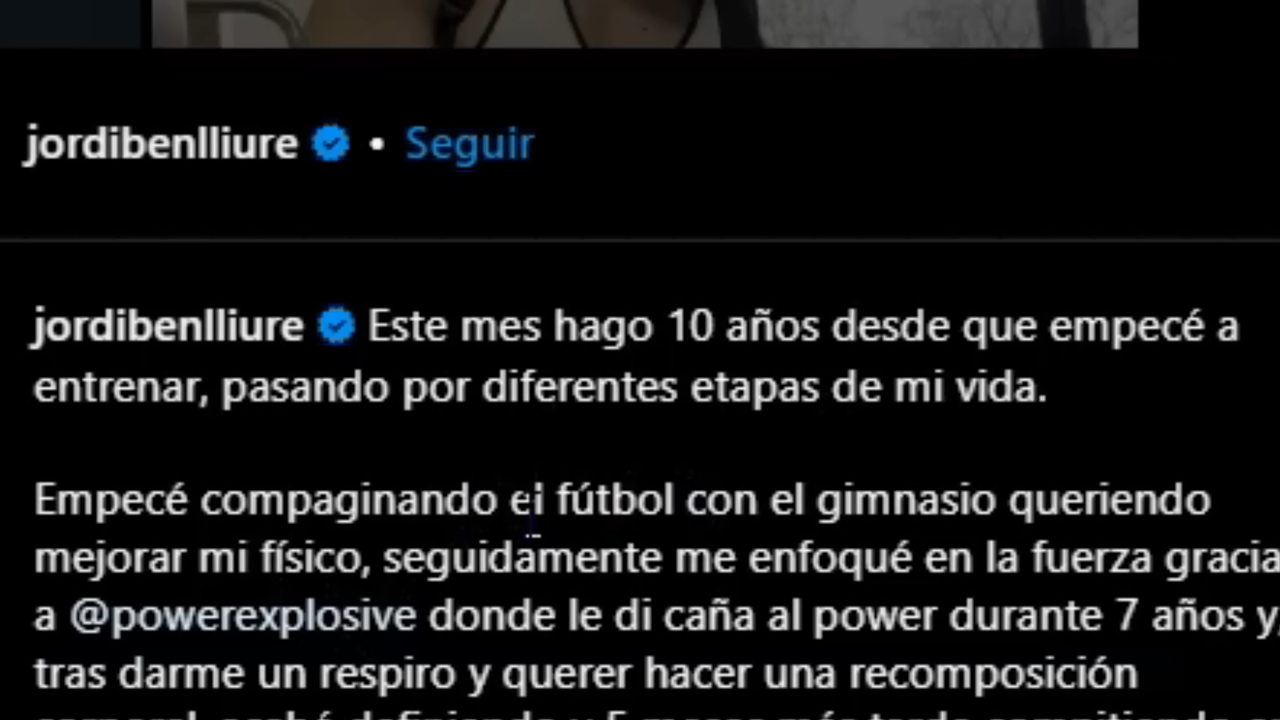 jordibenlliure • Seguir
jordibenlliure Este mes hago 10 años desde que empecé a
entrenar, pasando por diferentes etapas de mi vida.
Empecé compaginando el fútbol con el gimnasio queriendo
mejorar mi físico, seguidamente me enfoqué en la fuerza gracia
a @powerexplosive donde le di caña al power durante 7 años y,
tras darme un respiro y querer hacer una recomposición